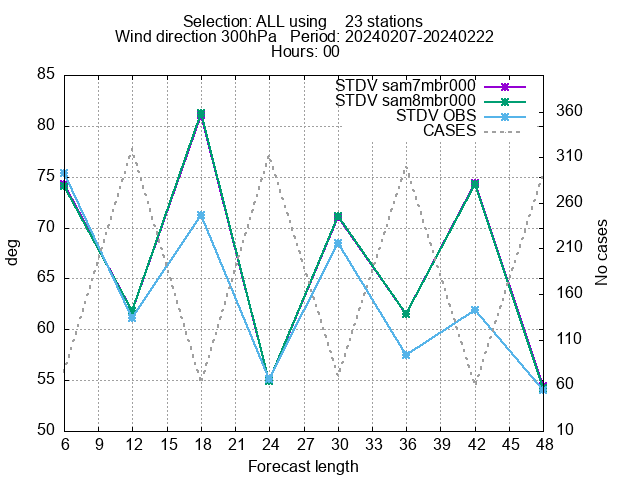 Selection: ALL using    23 stations
Wind direction 300hPa   Period: 20240207-20240222
Hours: 00
STDV sam7mbr000
STDV sam8mbr000
STDV OBS
CASES
85
80
75
70
65
60
55
50
deg
360
310
260
210
160
110
60
10
No cases
6 9 12 15 18 21 24 27 30 33 36 39 42 45 48
Forecast length